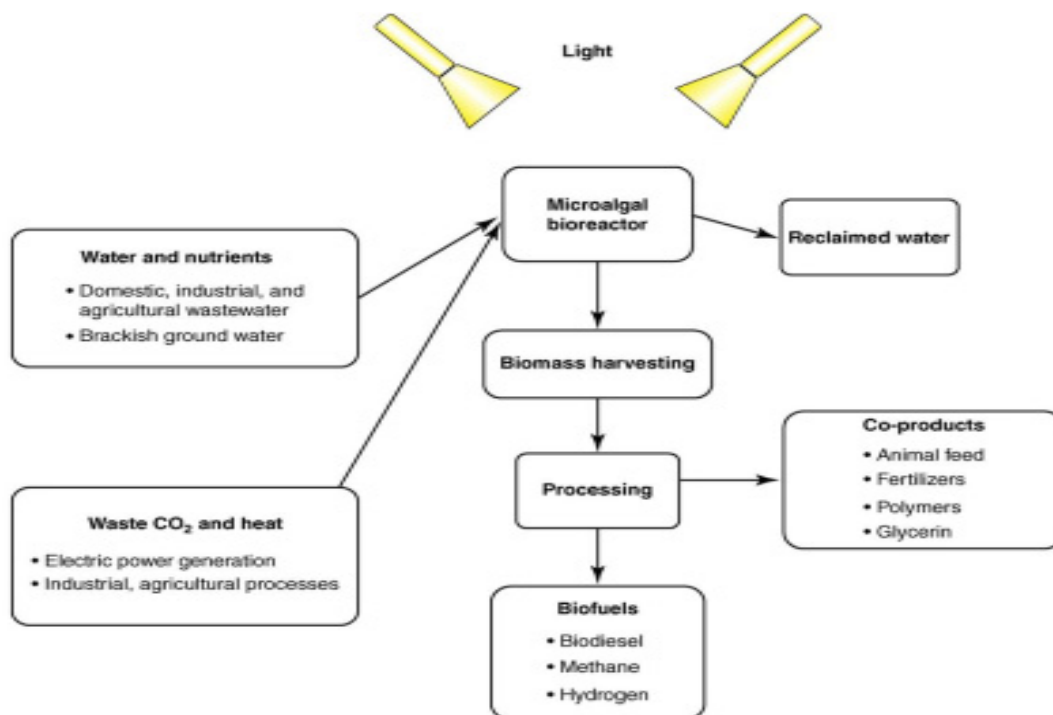 Light
Microalgal
bioreactor
Reclaimed water
Water and nutrients
• Domestic, industrial, and
agricultural wastewater
• Brackish ground water
Biomass harvesting
Co-products
• Animal feed
• Fertilizers
• Polymers
• Glycerin
Processing
Waste CO₂ and heat
• Electric power generation
• Industrial, agricultural processes
Biofuels
• Biodiesel
• Methane
• Hydrogen